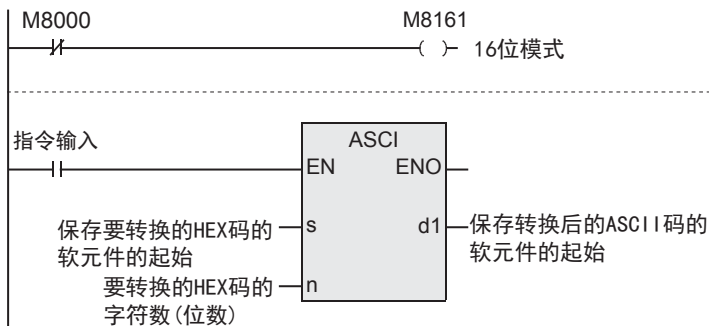 M8000
M8161
16位模式
指令输入
ASCI
EN
ENO
保存要转换的HEX码的
软元件的起始
s
d1
保存转换后的ASCII码的
软元件的起始
要转换的HEX码的
字符数(位数)
n